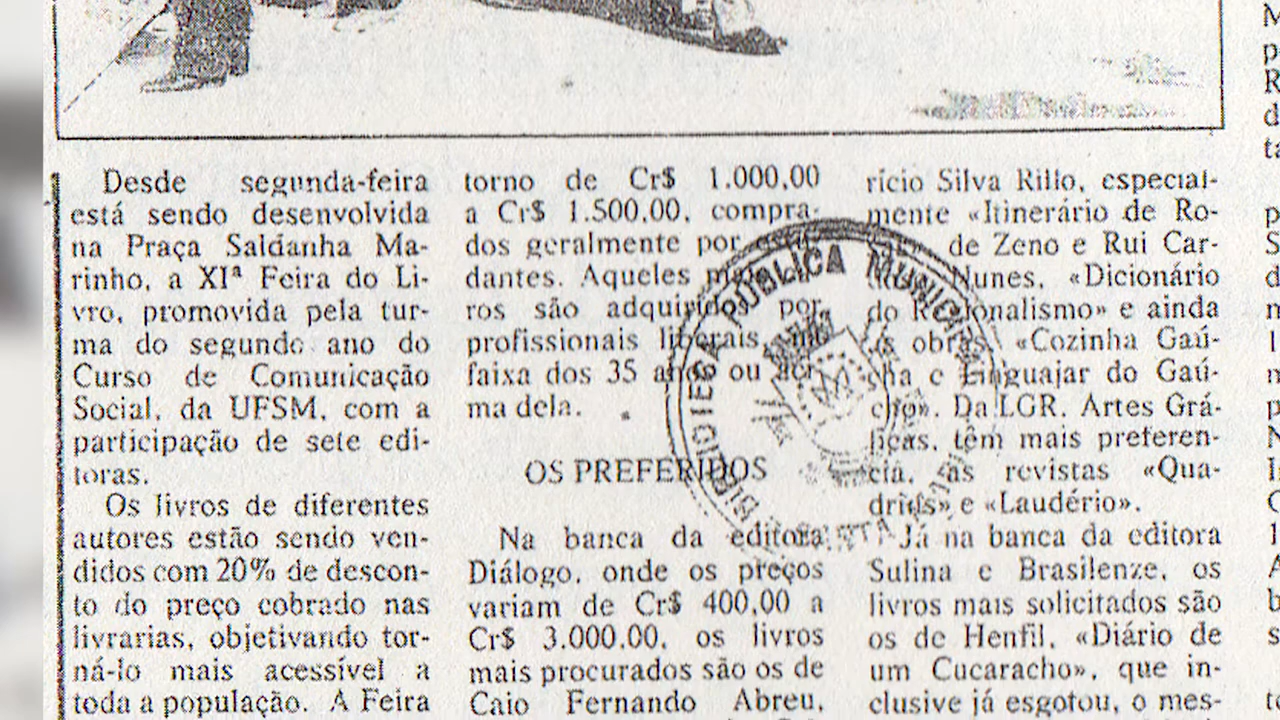 Desde segunda-feira
está sendo desenvolvida
na Praça Saldanha Ma-
rinho, a XIª Feira do Li-
vro, promovida pela tur-
ma do segundo ano do
Curso de Comunicação
Social, da UFSM, com a
participação de sete edi-
toras.
Os livros de diferentes
autores estão sendo ven-
didos com 20% de descon-
to do preço cobrado nas
livrarias, objetivando tor-
ná-lo mais acessível a
toda a população. A Feira
torno de Cr$ 1.000,00
a Cr$ 1.500,00, compra-
dos geralmente por estu-
dantes. Aqueles mais ca-
ros são adquiridos por
profissionais liberais, na
faixa dos 35 anos ou aci-
ma dela.
OS PREFERIDOS
Na banca da editora
Diálogo, onde os preços
variam de Cr$ 400,00 a
Cr$ 3.000,00, os livros
mais procurados são os de
Caio Fernando Abreu,
rício Silva Rillo, especial-
mente «Itinerário de Ro-
de Zeno e Rui Car-
Nunes, «Dicionário
do Regionalismo» e ainda
as obras «Cozinha Gaú-
cha e Linguajar do Gaú-
cho». Da LGR, Artes Grá-
ficas, têm mais preferen-
cia, as revistas «Qua-
drins» e «Laudério».
Já na banca da editora
Sulina e Brasilenze, os
livros mais solicitados são
os de Henfil, «Diário de
um Cucaracho», que in-
clusive já esgotou, o mes-
BIBLIOTECA PÚBLICA MUNICIPAL